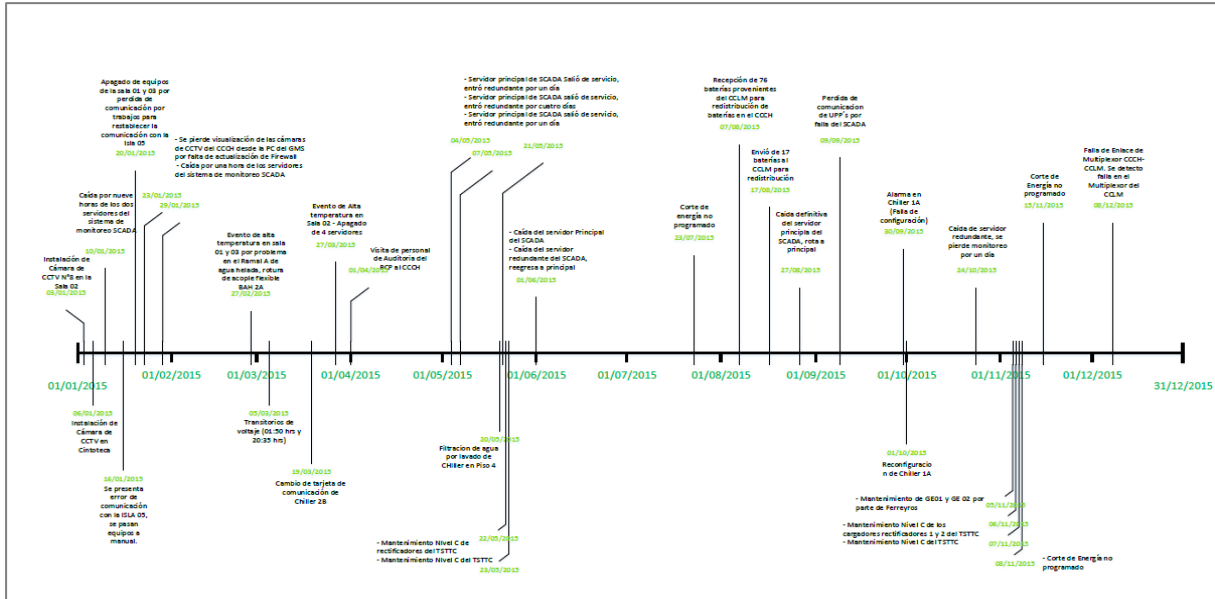 Apagado de equipos
de la sala 01 y 03 por
perdida de
comunicación por
trabajos para
restablecer la
comunicación con la
Isla 05
20/01/2015
- Se pierde visualización de las cámaras
de CCTV del CCCH desde la PC del GMS
por falta de actualización de Firewall
- Caída por una hora de los servidores
del sistema de monitoreo SCADA
23/01/2015
29/01/2015
Caída por nueve
horas de los dos
servidores del
sistema de
monitoreo SCADA
10/01/2015
Instalación de
Cámara de
CCTV N°8 en la
Sala 02
03/01/2015
Evento de alta
temperatura en sala
01 y 03 por problema
en el Ramal A de
agua helada, rotura
de acople flexible
BAH 2A
27/02/2015
Evento de Alta
temperatura en
Sala 02 - Apagado
de 4 servidores
27/03/2015
Visita de personal
de Auditoria del
BCP al CCCH
01/04/2015
- Servidor principal de SCADA Salió de servicio,
entró redundante por un día
- Servidor principal de SCADA salió de servicio,
entró redundante por cuatro días
- Servidor principal de SCADA salió de servicio,
entró redundante por un día
04/05/2015
07/05/2015
21/05/2015
- Caída del servidor Principal
del SCADA
- Caída del servidor
redundante del SCADA,
reegresa a principal
01/06/2015
Corte de
energía no
programado
23/07/2015
Recepción de 76
baterías provenientes
del CCLM para
redistribución de
baterías en el CCCH
07/08/2015
Envió de 17
baterías al
CCLM para
redistribución
17/08/2015
Caída definitiva
del servidor
principla del
SCADA, rota a
principal
27/08/2015
Perdida de
comunicacion
de UPP's por
falla del SCADA
09/09/2015
Alarma en
Chiller 1A
(Falla de
configuración)
30/09/2015
Caída de servidor
redundante, se
pierde monitoreo
por un día
24/10/2015
Corte de
Energía no
programado
15/11/2015
Falla de Enlace de
Multiplexor CCCH-
CCLM. Se detecto
falla en el
Multiplexor del
CCLM
08/12/2015
01/01/2015
01/02/2015
01/03/2015
01/04/2015
01/05/2015
01/06/2015
01/07/2015
01/08/2015
01/09/2015
01/10/2015
01/11/2015
01/12/2015
31/12/2015
06/01/2015
Instalación de
Cámara de
CCTV en
Cintoteca
16/01/2015
Se presenta
error de
comunicación
con la ISLA 05,
se pasan
equipos a
manual.
05/03/2015
Transitorios de
voltaje (01:50 hrs y
20:35 hrs)
19/03/2015
Cambio de tarjeta de
comunicación de
Chiller 2B
20/05/2015
Filtracion de agua
por lavado de
CHiller en Piso 4
22/05/2015
- Mantenimiento Nivel C de
rectificadores del TSTTC
- Mantenimiento Nivel C del TSTTC
23/05/2015
01/10/2015
Reconfiguracio
n de Chiller 1A
- Mantenimiento de GE01 y GE 02 por
parte de Ferreyros
05/11/2015
- Mantenimiento Nivel C de los
cargadores rectificadores 1 y 2 del TSTTC
- Mantenimiento Nivel C del TSTTC
06/11/2015
07/11/2015
08/11/2015
- Corte de Energía no
programado